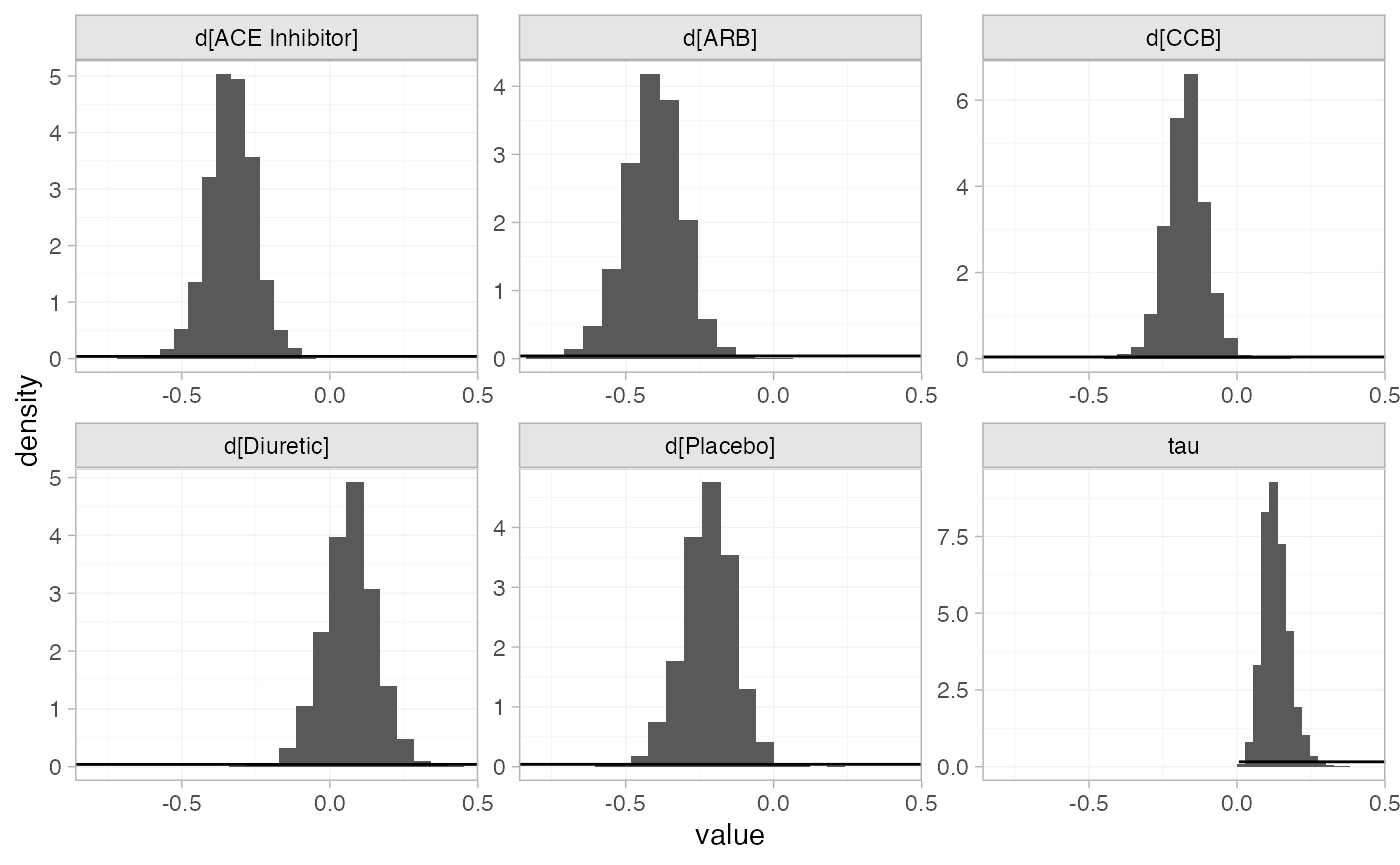 d[ACE Inhibitor] d[ARB] d[CCB]
5 4 3 2 1 0
4 3 2 1 0
6 4 2 0
-0.5 0.0 0.5 -0.5 0.0 0.5 -0.5 0.0 0.5
density
d[Diuretic] d[Placebo] tau
5 4 3 2 1 0
4 3 2 1 0
7.5 5.0 2.5 0.0
-0.5 0.0 0.5 -0.5 0.0 0.5 -0.5 0.0 0.5
value